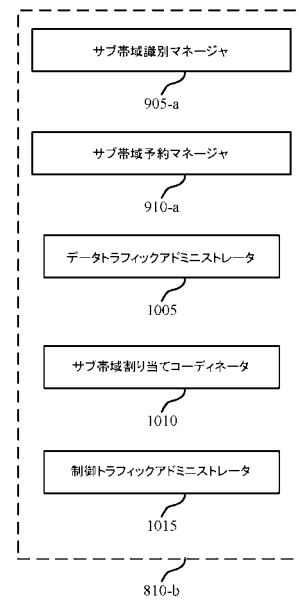 サブ帯域識別マネージャ
905-a
サブ帯域予約マネージャ
910-a
データトラフィックアドミニストレータ
1005
サブ帯域割り当てコーディネータ
1010
制御トラフィックアドミニストレータ
1015
810-b